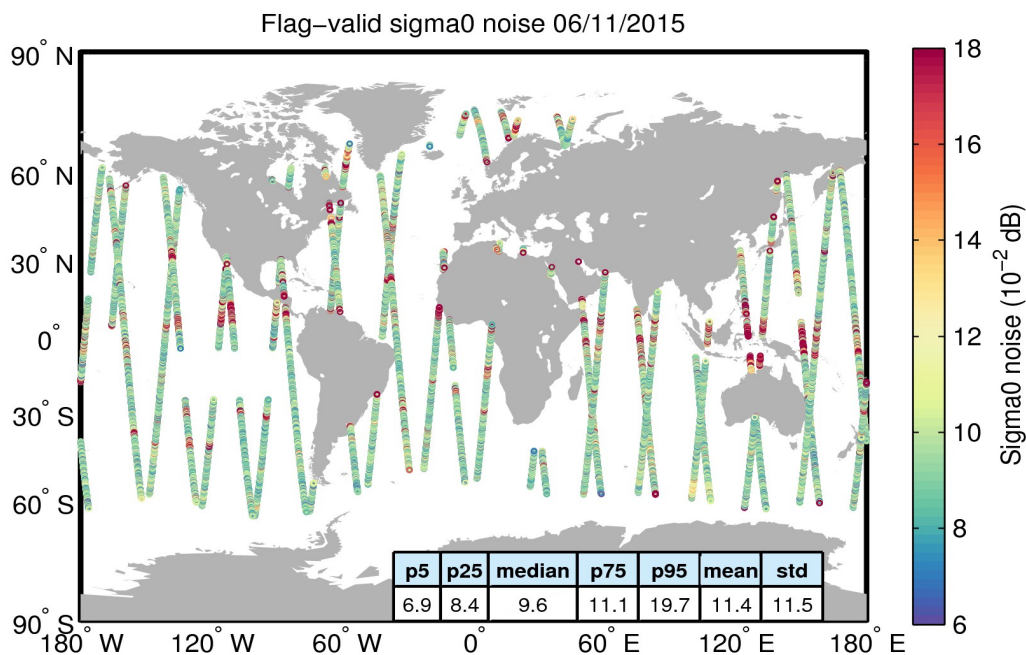 Flag−valid sigma0 noise 06/11/2015
90° N
60° N
30° N
0°
30° S
60° S
90° S
180° W
120° W
60° W
0°
60° E
120° E
180° E
p5 p25 median p75 p95 mean std
6.9 8.4 9.6 11.1 19.7 11.4 11.5
18
16
14
12
10
8
6
Sigma0 noise (10⁻² dB)